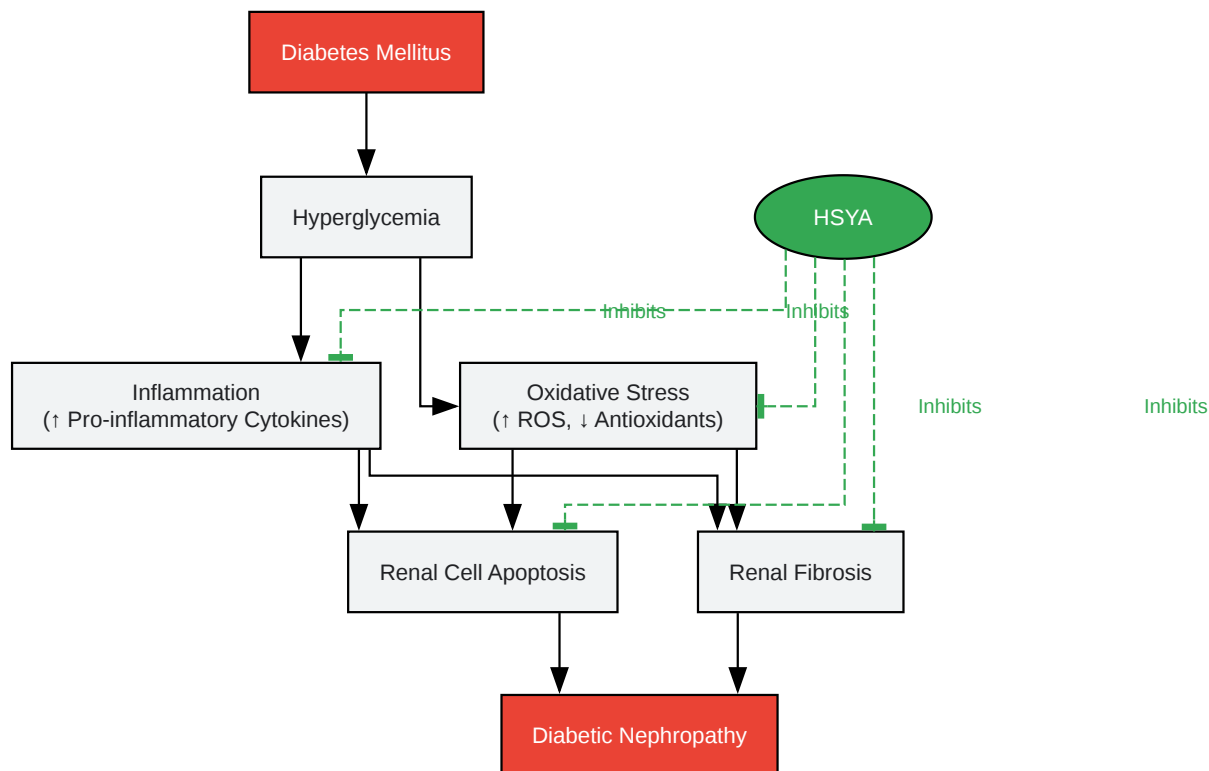 Diabetes Mellitus
Hyperglycemia
HSYA
Inhibits
Inhibits
Inflammation
(↑ Pro-inflammatory Cytokines)
Oxidative Stress
(↑ ROS, ↓ Antioxidants)
Inhibits
Inhibits
Renal Cell Apoptosis
Renal Fibrosis
Diabetic Nephropathy